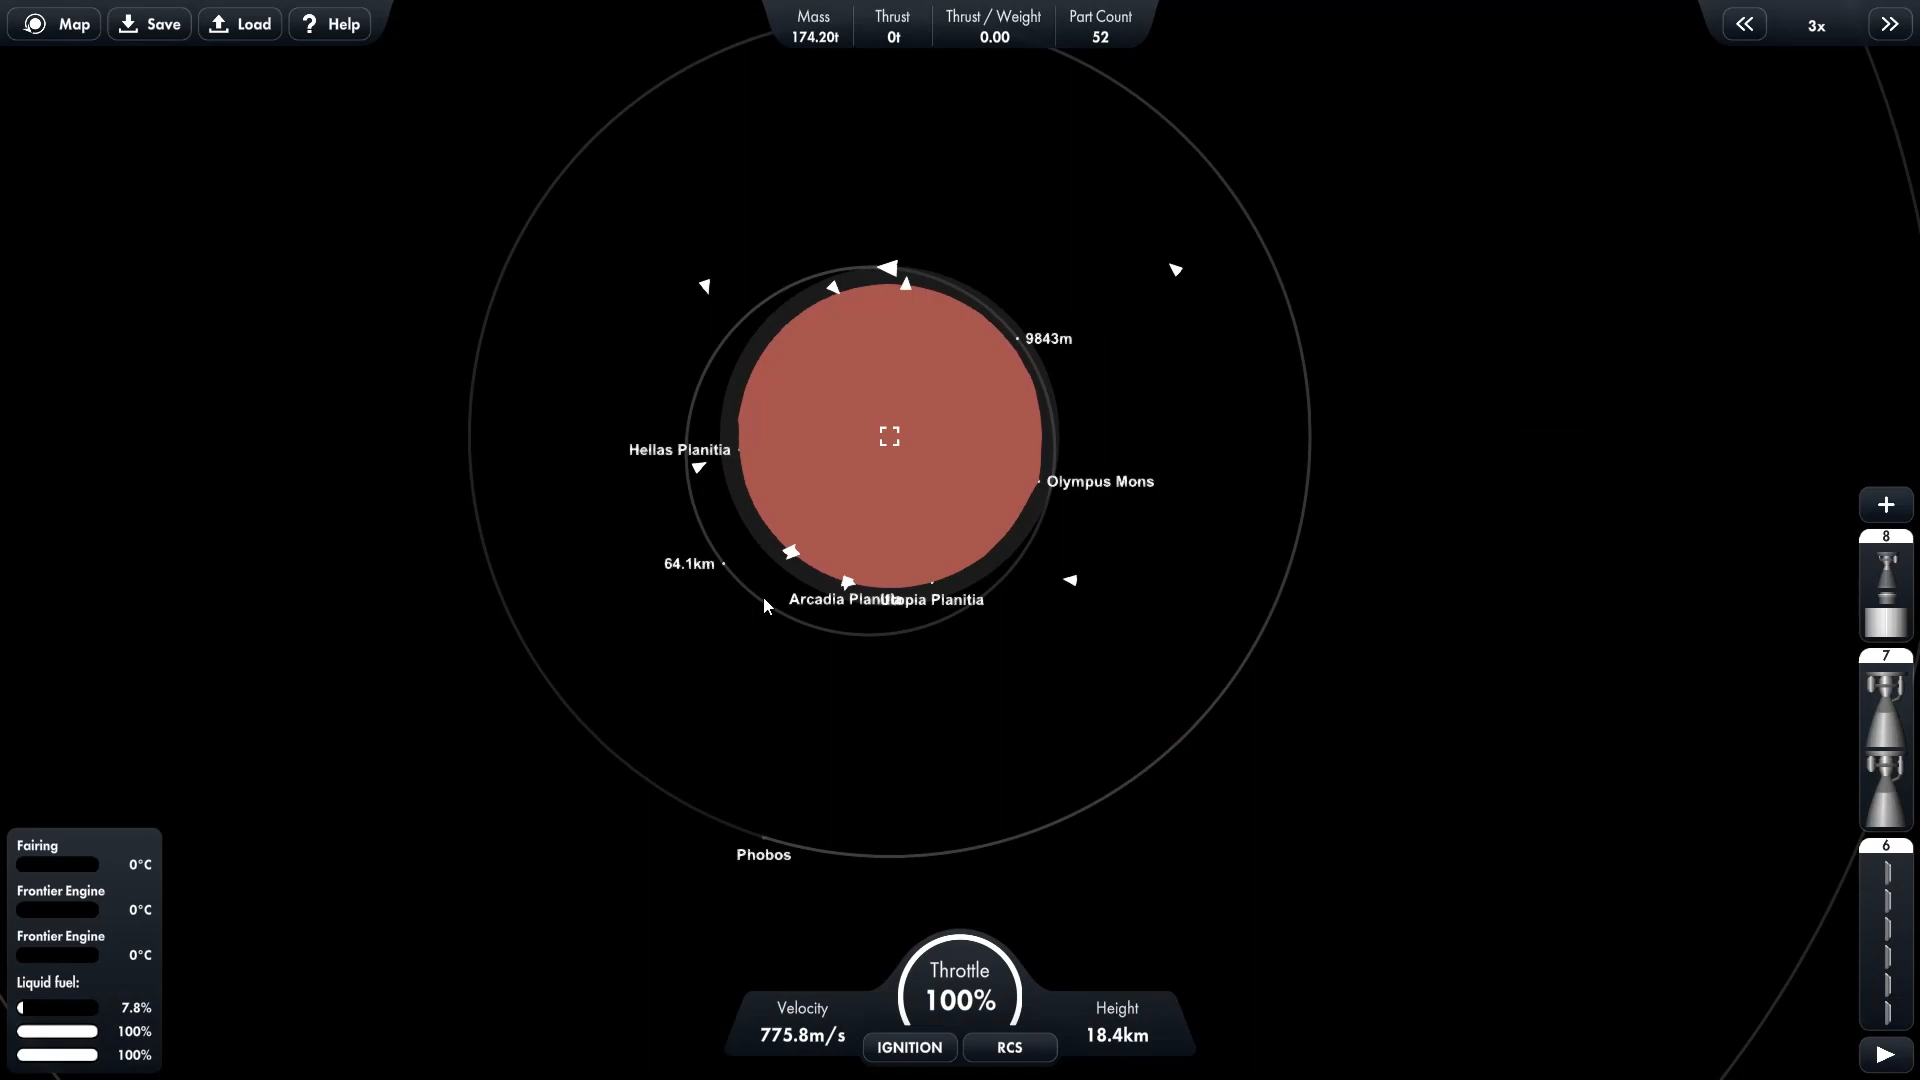 Map
Save
Load
Help
Mass
174.20t
Thrust
0t
Thrust / Weight
0.00
Part Count
52
3x
9843m
Hellas Planitia
Olympus Mons
64.1km
Arcadia Planitia
Utopia Planitia
Phobos
8
7
6
Fairing
0°C
Frontier Engine
0°C
Frontier Engine
0°C
Liquid fuel:
7.8%
100%
100%
Throttle
100%
Velocity
775.8m/s
Height
18.4km
IGNITION
RCS